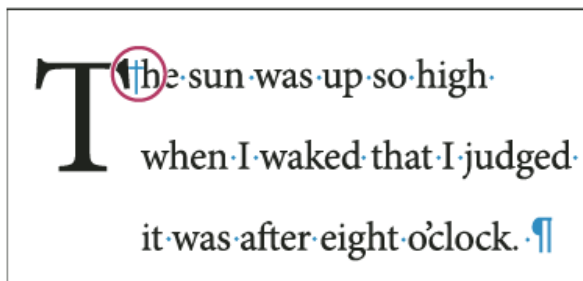 The sun was up so high
when I waked that I judged
it was after eight o’clock. ¶